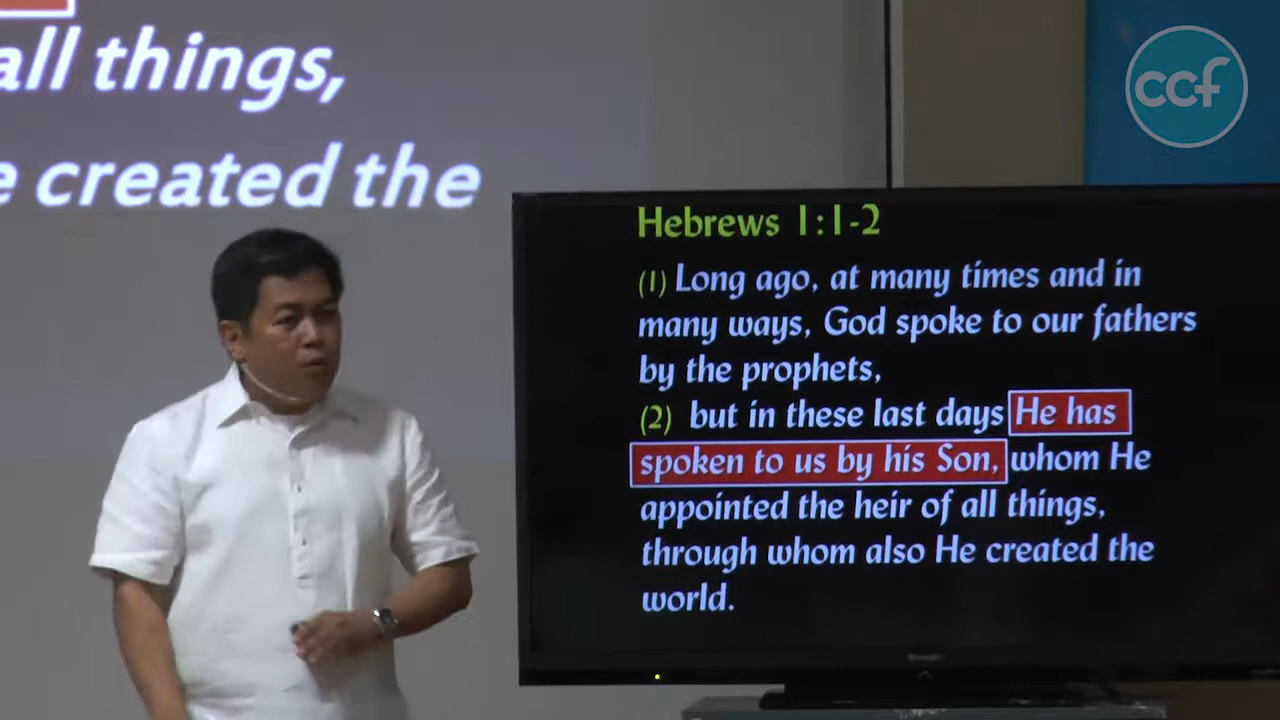 all things,
created the
ccf
Hebrews 1:1-2
(1) Long ago, at many times and in
many ways, God spoke to our fathers
by the prophets,
(2) but in these last days He has
spoken to us by his Son, whom He
appointed the heir of all things,
through whom also He created the
world.